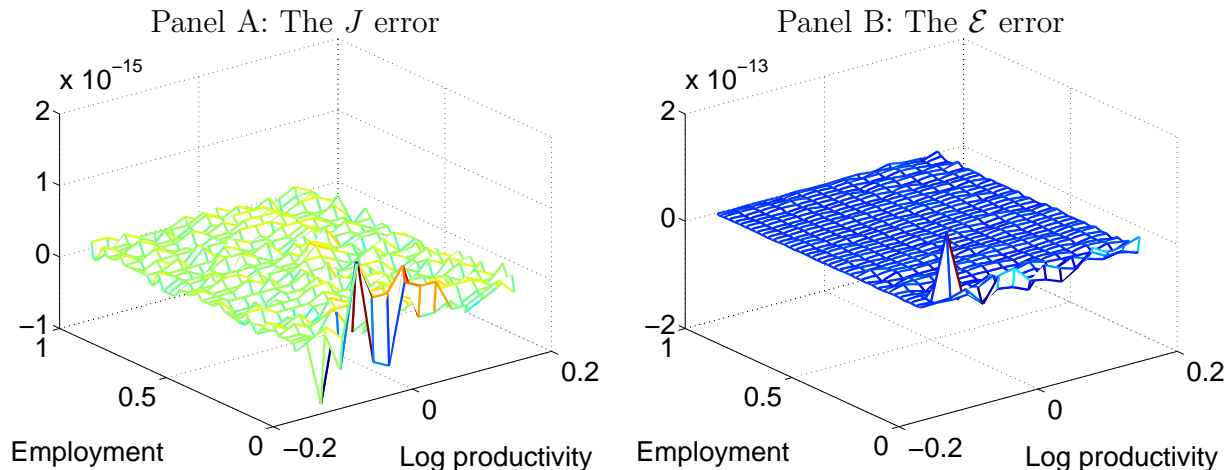 Panel A: The J error
x 10−15
2
1
0
−1
1
0.5
0
−0.2
0
0.2
Employment
Log productivity
Panel B: The ℰ error
x 10−13
2
0
−2
1
0.5
0
−0.2
0
0.2
Employment
Log productivity